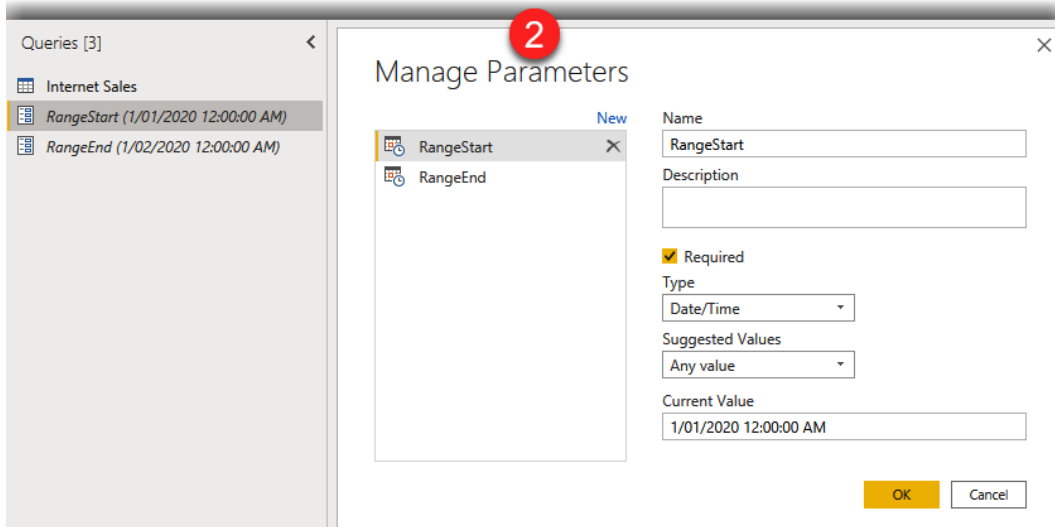 2
Queries [3]
Internet Sales
RangeStart (1/01/2020 12:00:00 AM)
RangeEnd (1/02/2020 12:00:00 AM)
Manage Parameters
New
RangeStart
RangeEnd
Name
RangeStart
Description
Required
Type
Date/Time
Suggested Values
Any value
Current Value
1/01/2020 12:00:00 AM
OK
Cancel